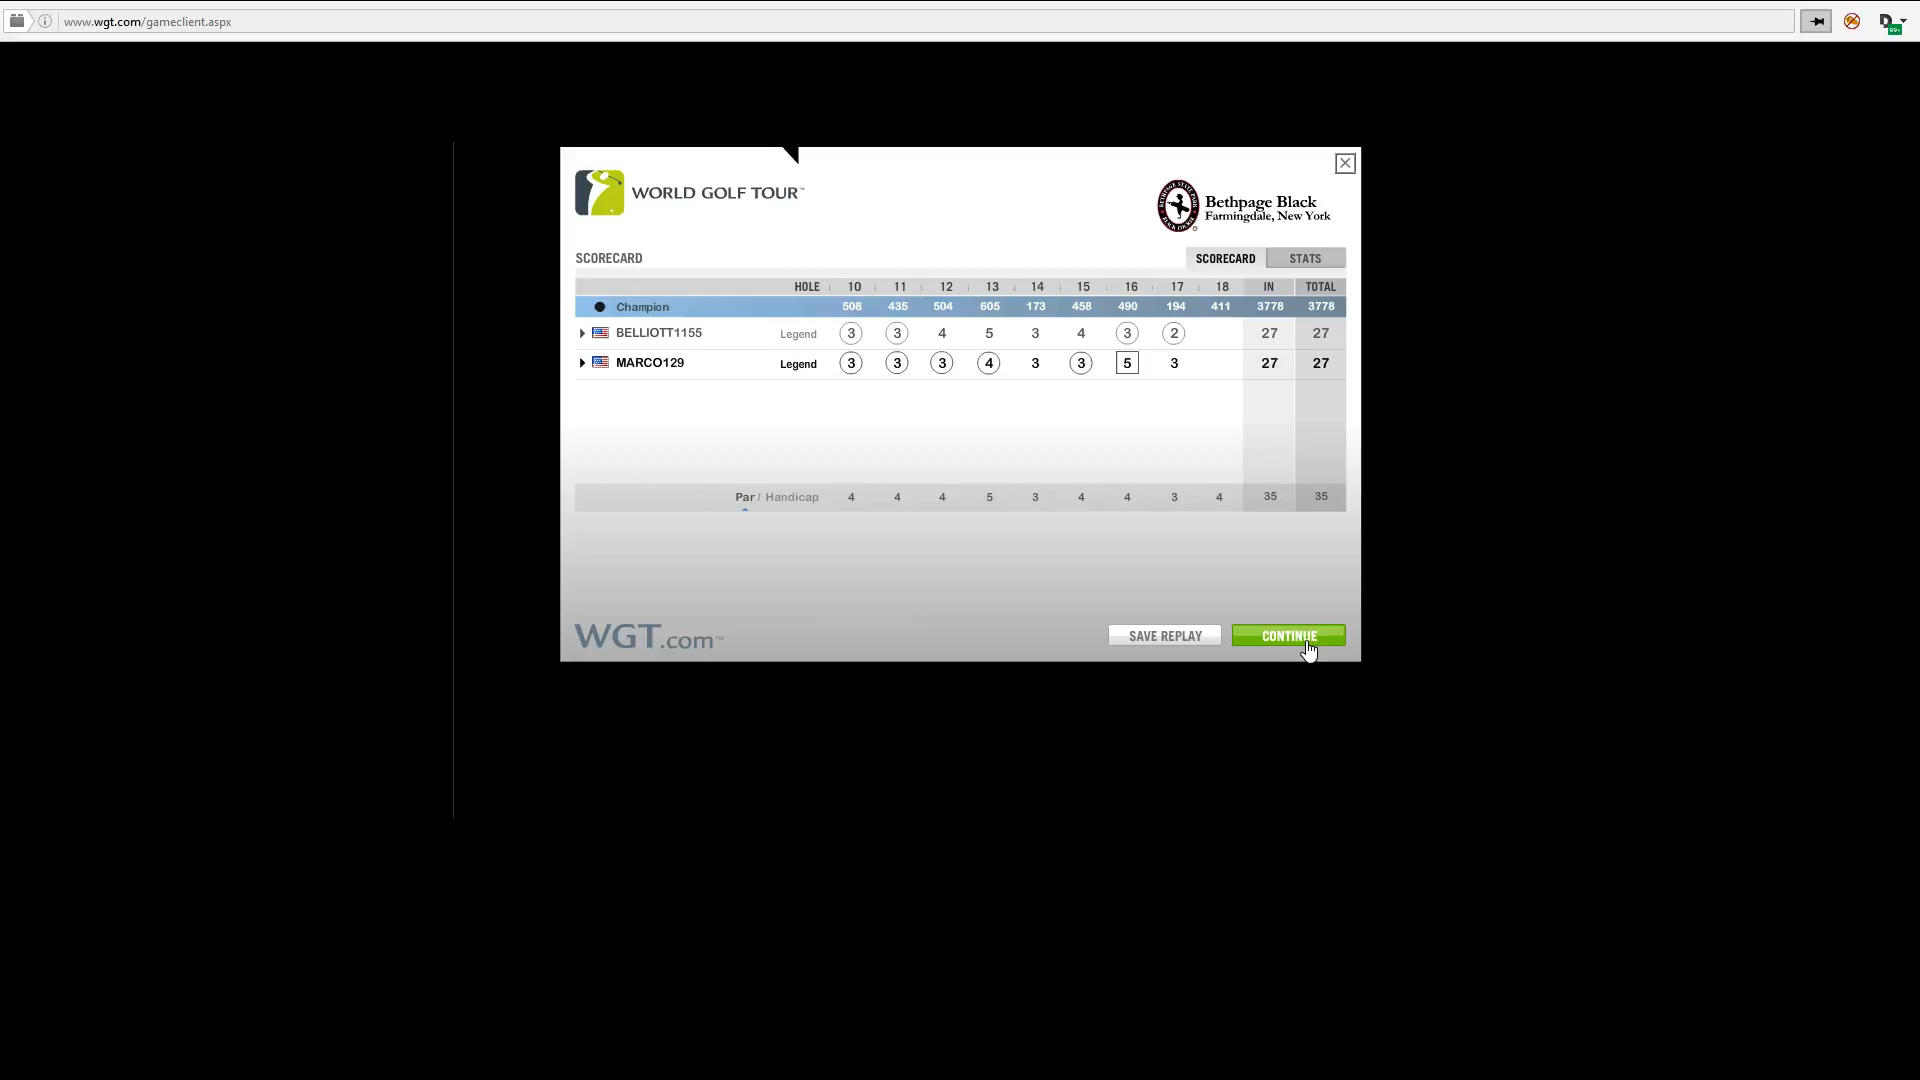 www.wgt.com/gameclient.aspx
WORLD GOLF TOUR™
Bethpage Black
Farmingdale, New York
SCORECARD
SCORECARD STATS
HOLE 10 11 12 13 14 15 16 17 18 IN TOTAL
Champion 508 435 504 605 173 458 490 194 411 3778 3778
BELLIOTT1155 Legend 3 3 4 5 3 4 3 2 27 27
MARCO129 Legend 3 3 3 4 3 3 5 3 27 27
Par / Handicap 4 4 4 5 3 4 4 3 4 35 35
WGT.com™
SAVE REPLAY CONTINUE